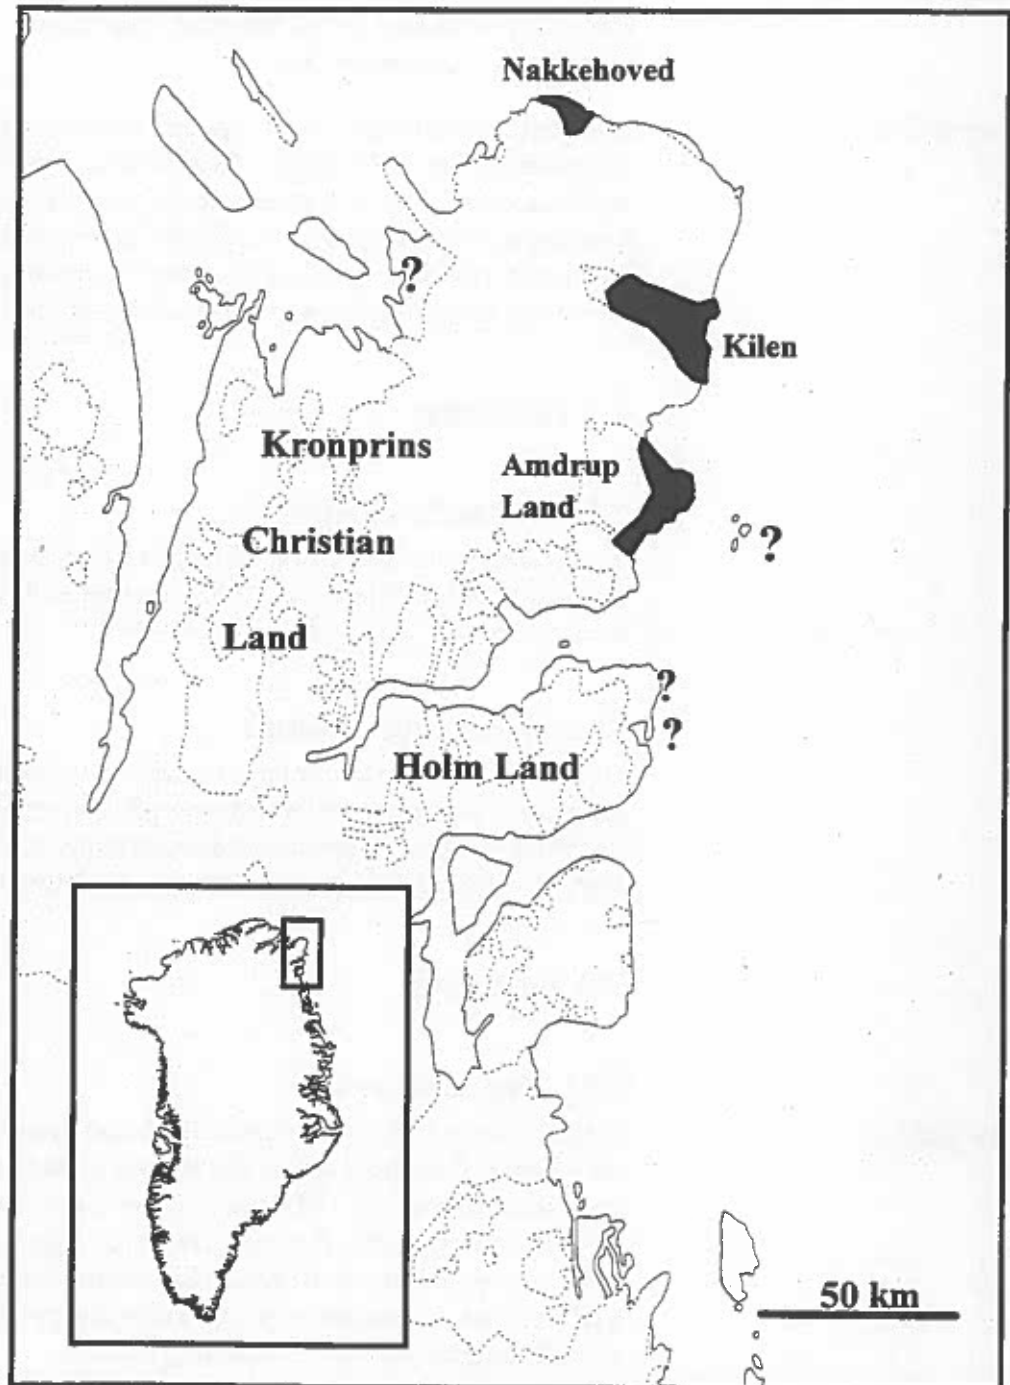 Nakkehoved
?
Kilen
Kronprins
Amdrup
Land
Christian
?
Land
?
?
Holm Land
50 km